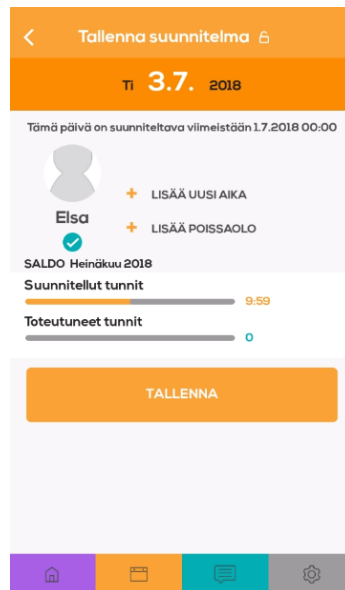 Tallenna suunnitelma
Ti 3.7. 2018
Tämä päivä on suunniteltava viimeistään 1.7.2018 00:00
+ LISÄÄ UUSI AIKA
Elsa
+ LISÄÄ POISSAOLO
SALDO Heinäkuu 2018
Suunnitellut tunnit
9:59
Toteutuneet tunnit
0
TALLENNA